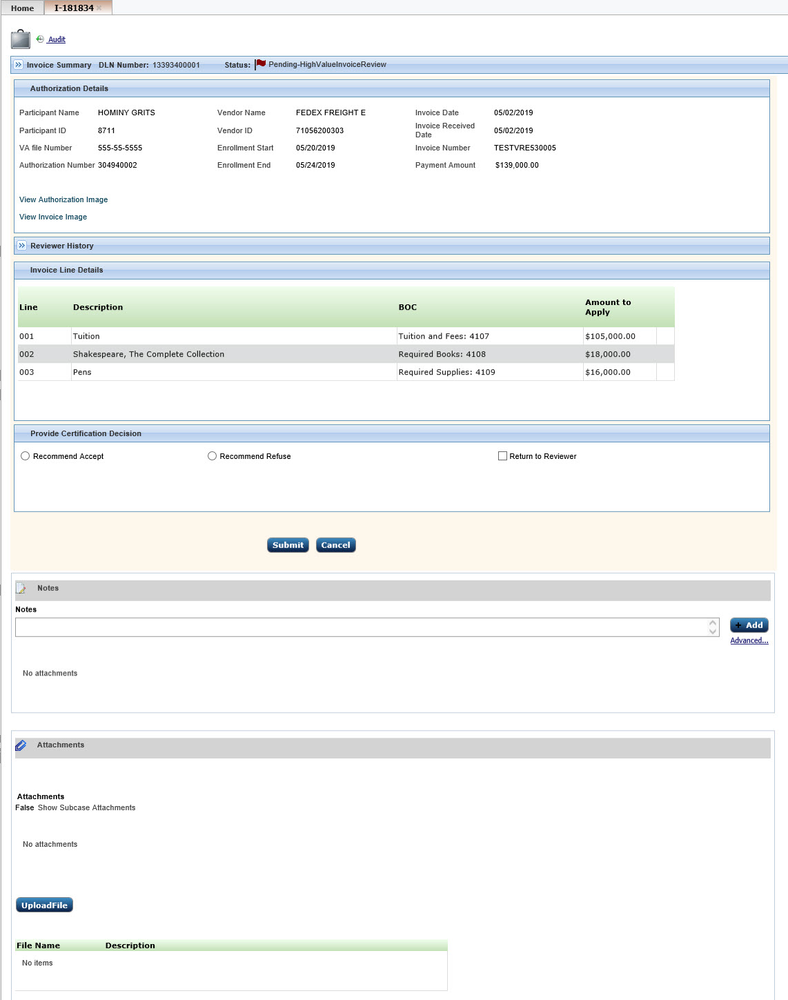 Home I-181834
Audit
Invoice Summary DLN Number: 13393400001 Status: Pending-HighValueInvoiceReview
Authorization Details
Participant Name HOMINY GRITS Vendor Name FEDEX FREIGHT E Invoice Date 05/02/2019
Participant ID 8711 Vendor ID 71056200303 Invoice Received Date 05/02/2019
VA file Number 555-55-5555 Enrollment Start 05/20/2019 Invoice Number TESTVRE530005
Authorization Number 304940002 Enrollment End 05/24/2019 Payment Amount $139,000.00
View Authorization Image
View Invoice Image
Reviewer History
Invoice Line Details
Line Description BOC Amount to Apply
001 Tuition Tuition and Fees: 4107 $105,000.00
002 Shakespeare, The Complete Collection Required Books: 4108 $18,000.00
003 Pens Required Supplies: 4109 $16,000.00
Provide Certification Decision
Recommend Accept Recommend Refuse Return to Reviewer
Submit Cancel
Notes
Notes
+ Add
Advanced...
No attachments
Attachments
Attachments
False Show Subcase Attachments
No attachments
UploadFile
File Name Description
No items